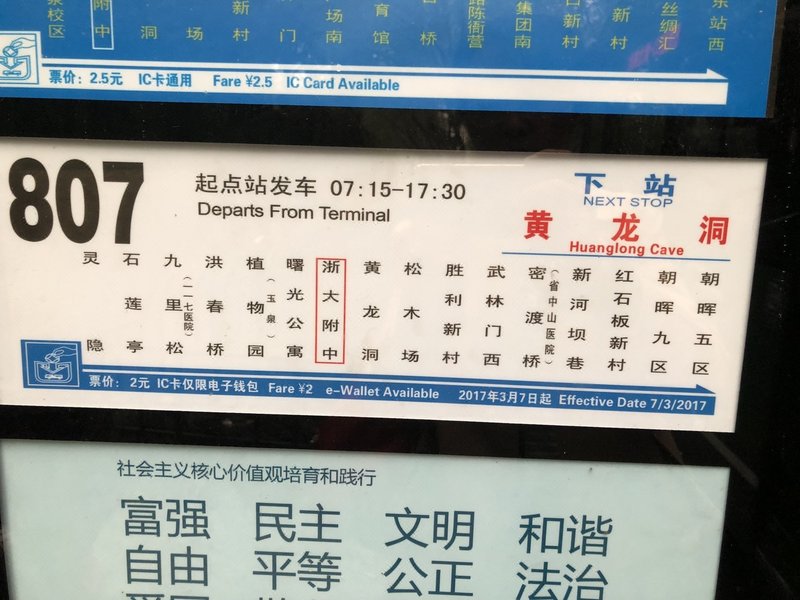 泉校区
附中
洞
场
新村
门
场南
育馆
桥
路陈衙营
集团南
新村
新村
丝绸汇
东站西
票价：2.5元 IC卡通用 Fare ¥2.5 IC Card Available
807
起点站发车 07:15-17:30
Departs From Terminal
下站
NEXT STOP
黄龙洞
Huanglong Cave
灵隐
石莲亭
九里松
(一一七医院)
洪春桥
植物园
(玉泉)
曙光公寓
浙大附中
黄龙洞
松木场
胜利新村
武林门西
密渡桥
(省中山医院)
新河坝巷
红石板新村
朝晖九区
朝晖五区
票价：2元 IC卡仅限电子钱包 Fare ¥2 e-Wallet Available 2017年3月7日起 Effective Date 7/3/2017
社会主义核心价值观培育和践行
富强 民主 文明 和谐
自由 平等 公正 法治